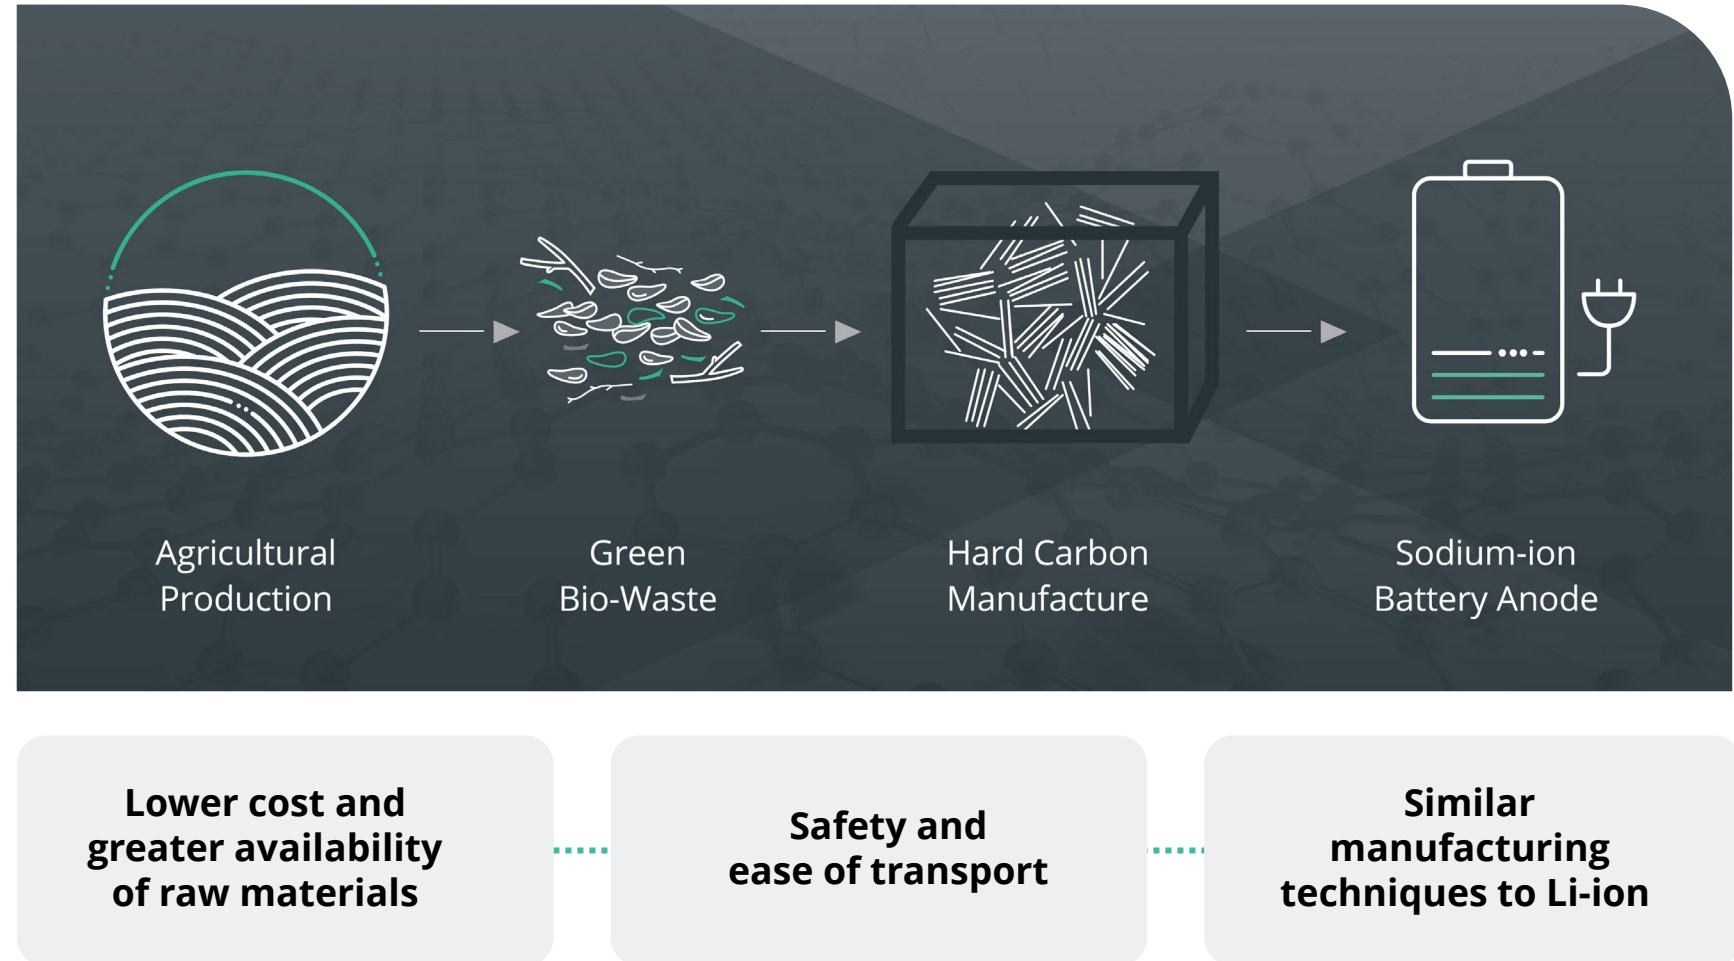 Agricultural
Production
Green
Bio-Waste
Hard Carbon
Manufacture
Sodium-ion
Battery Anode
Lower cost and
greater availability
of raw materials
Safety and
ease of transport
Similar
manufacturing
techniques to Li-ion